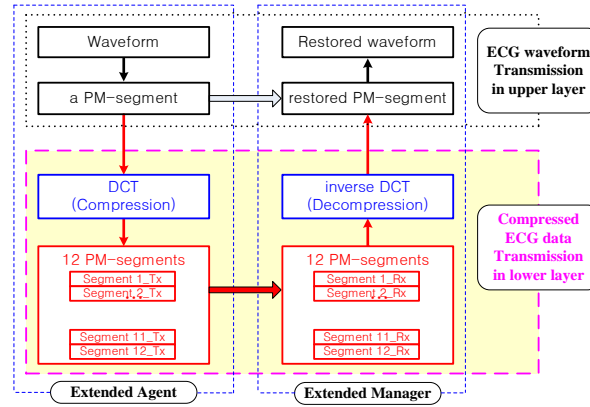 Waveform
Restored waveform
ECG waveform
Transmission
in upper layer
a PM-segment
restored PM-segment
DCT
(Compression)
inverse DCT
(Decompression)
Compressed
ECG data
Transmission
in lower layer
12 PM-segments
Segment 1_Tx
Segment 2_Tx
...
Segment 11_Tx
Segment 12_Tx
12 PM-segments
Segment 1_Rx
Segment 2_Rx
...
Segment 11_Rx
Segment 12_Rx
Extended Agent
Extended Manager